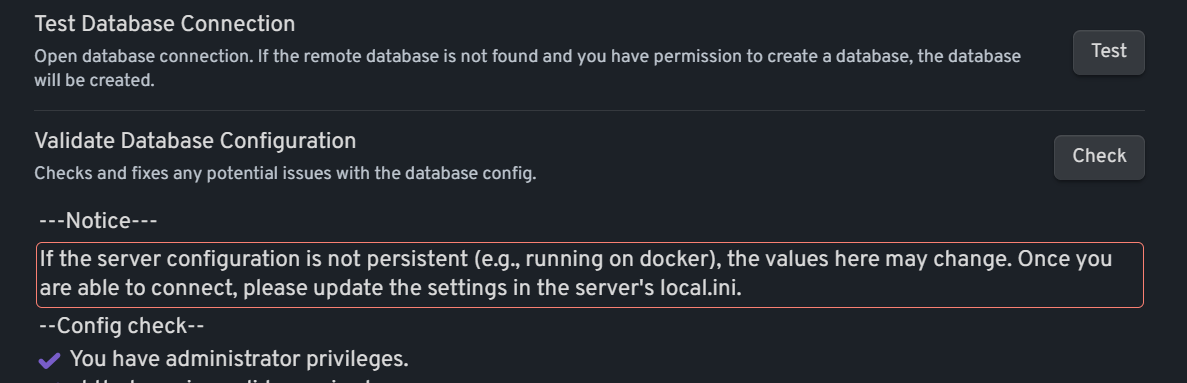 Test Database Connection
Open database connection. If the remote database is not found and you have permission to create a database, the database
will be created.
Test
Validate Database Configuration
Checks and fixes any potential issues with the database config.
Check
---Notice---
If the server configuration is not persistent (e.g., running on docker), the values here may change. Once you
are able to connect, please update the settings in the server's local.ini.
--Config check--
You have administrator privileges.